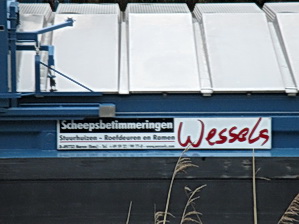 Scheepsbetimmeringen
Stuurhuizen - Roefdeuren en Ramen
Wessels